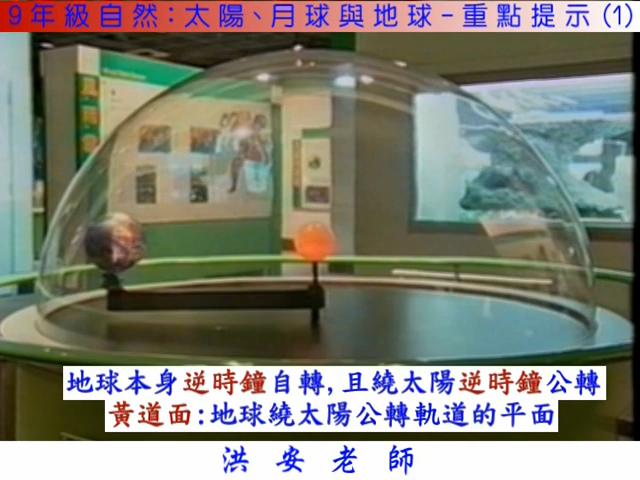 9年級自然:太陽、月球與地球-重點提示(1)
地球本身逆時鐘自轉,且繞太陽逆時鐘公轉
黃道面:地球繞太陽公轉軌道的平面
洪安老師